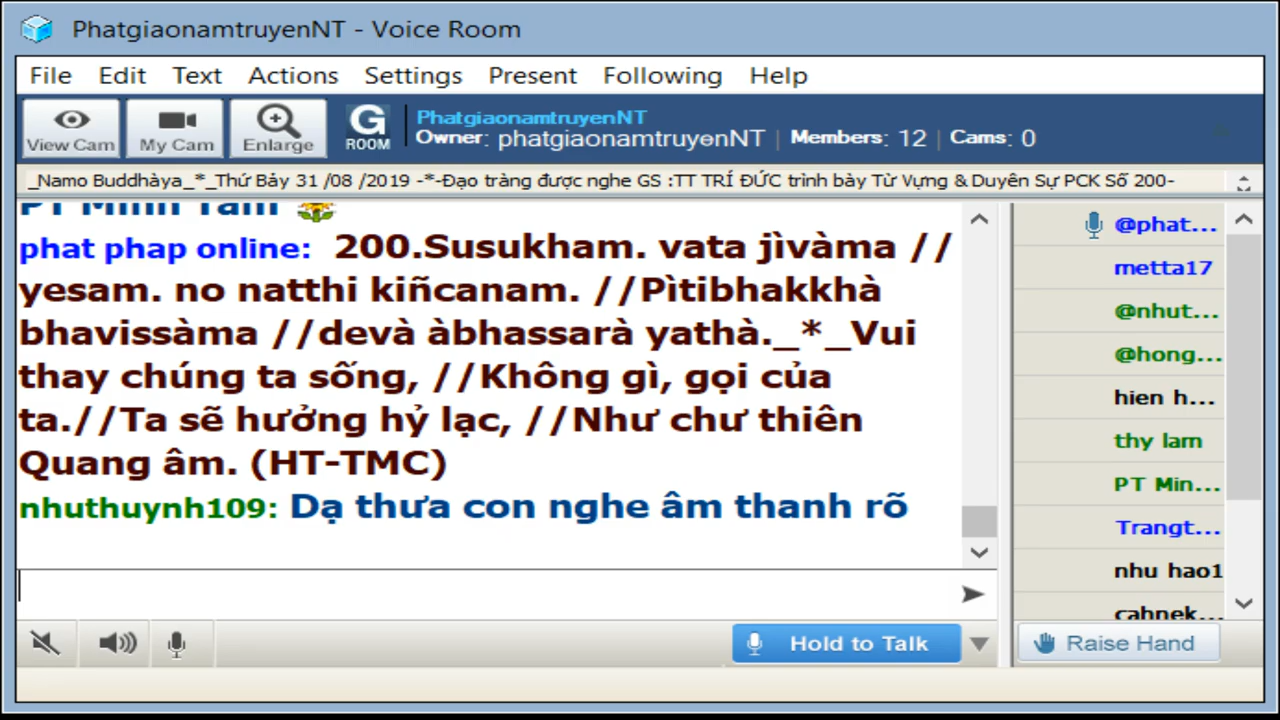 PhatgiaonamtruyenNT - Voice Room
File Edit Text Actions Settings Present Following Help
View Cam My Cam Enlarge G ROOM
PhatgiaonamtruyenNT
Owner: phatgiaonamtruyenNT | Members: 12 | Cams: 0
_Namo Buddhàya_*_Thứ Bảy 31 /08 /2019 -*-Đạo tràng được nghe GS :TT TRÍ ĐỨC trình bày Từ Vựng & Duyên Sự PCK Số 200-
PT Minh Tam
phat phap online: 200.Susukham. vata jìvàma //
yesam. no natthi kiñcanam. //Pìtibhakkhà
bhavissàma //devà àbhassarà yathà._*_Vui
thay chúng ta sống, //Không gì, gọi của
ta.//Ta sẽ hưởng hỷ lạc, //Như chư thiên
Quang âm. (HT-TMC)
nhuthuynh109: Dạ thưa con nghe âm thanh rõ
@phat...
metta17
@nhut...
@hong...
hien h...
thy lam
PT Min...
Trangt...
nhu hao1
cahnek...
Hold to Talk
Raise Hand